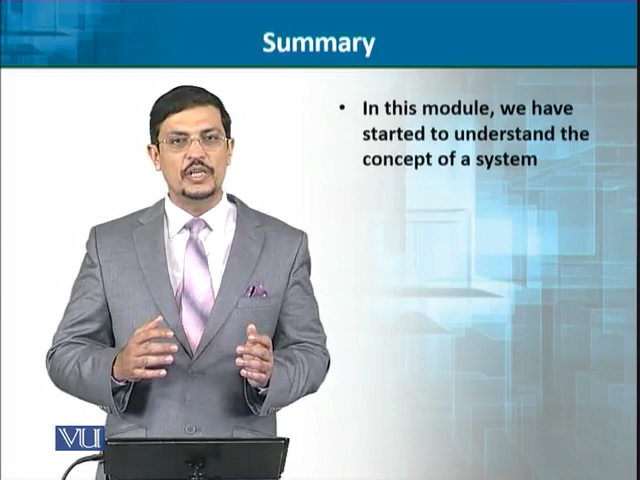 Summary
• In this module, we have
started to understand the
concept of a system
VU